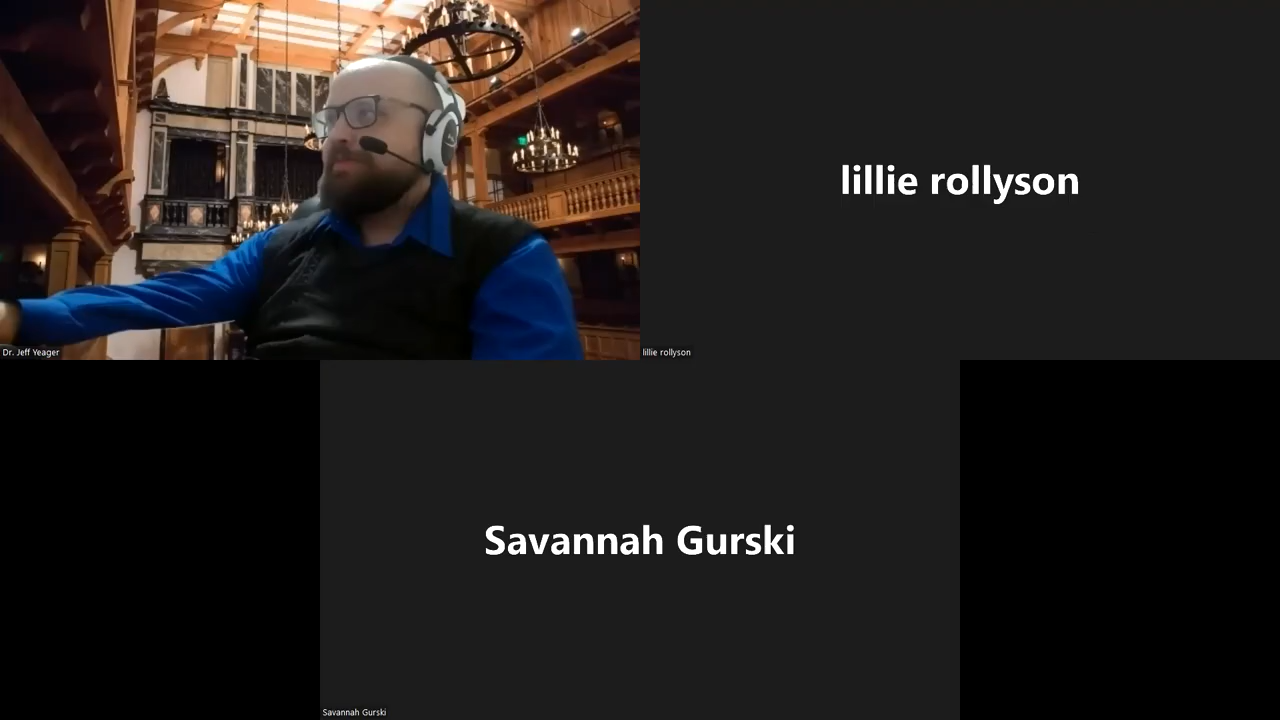 lillie rollyson
Dr. Jeff Yeager
lillie rollyson
Savannah Gurski
Savannah Gurski